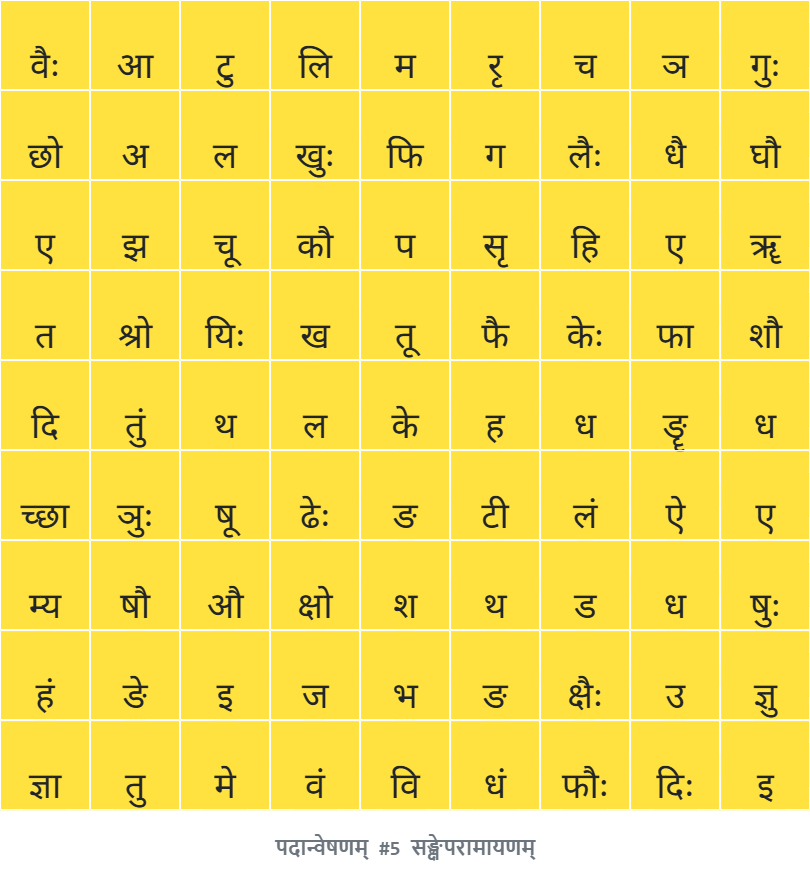 वैः आ टु लि म रृ च ञ गुः
छो अ ल खुः फि ग लैः धै घौ
ए झ चू कौ प सृ हि ए ॠ
त श्रो यिः ख तू फै केः फा शौ
दि तुं थ ल के ह ध ङॄ ध
च्छा ञुः षू ढेः ङ टी लं ऐ ए
म्य षौ औ क्षो श थ ड ध षुः
हं ङे इ ज भ ङ क्षैः उ ज्ञु
ज्ञा तु मे वं वि धं फौः दिः इ
पदान्वेषणम् #5 सङ्क्षेपरामायणम्